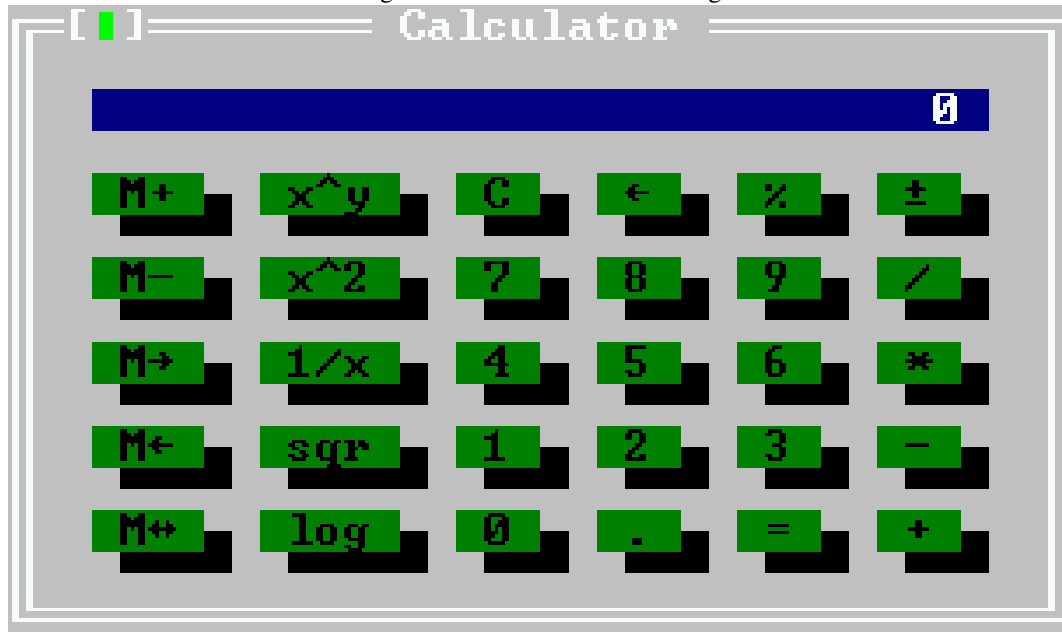 [▮] Calculator
0
M+ x^y C ← % ±
M− x^2 7 8 9 /
M→ 1/x 4 5 6 *
M← sqr 1 2 3 −
M↔ log 0 . = +